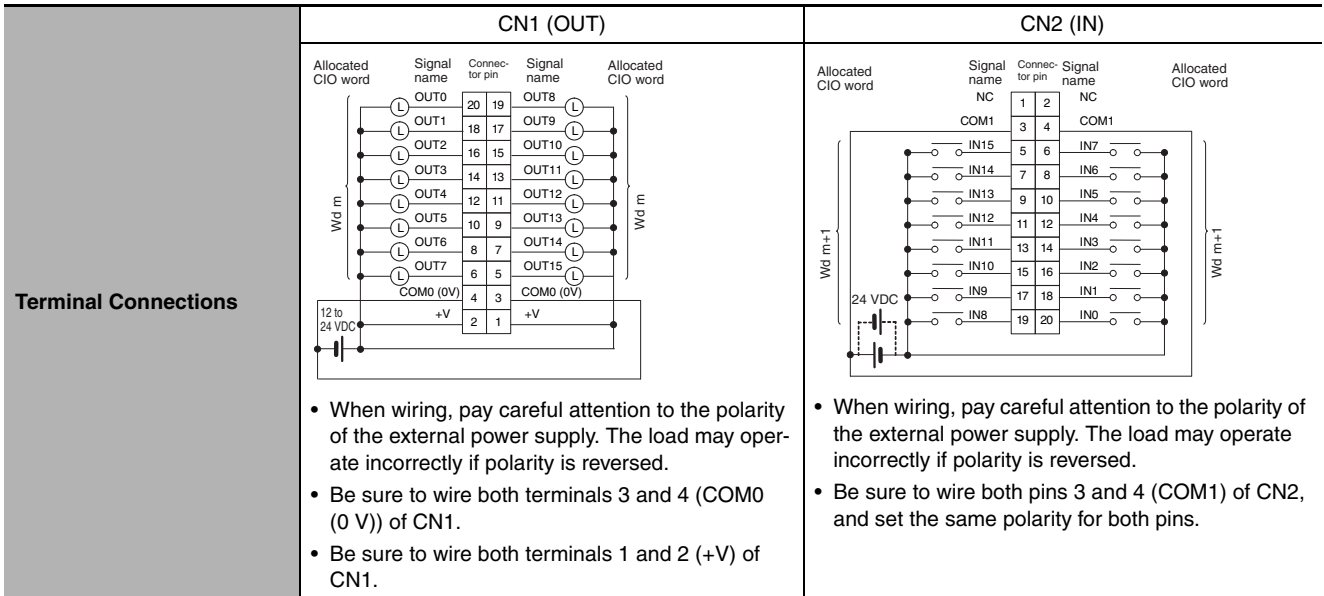 CN1 (OUT)
CN2 (IN)
Terminal Connections
Allocated CIO word
Signal name
Connec-tor pin
Signal name
Allocated CIO word
OUT0 20 19 OUT8
L L
OUT1 18 17 OUT9
L L
OUT2 16 15 OUT10
L L
OUT3 14 13 OUT11
L L
OUT4 12 11 OUT12
L L
OUT5 10 9 OUT13
L L
OUT6 8 7 OUT14
L L
OUT7 6 5 OUT15
L L
COM0 (0V) 4 3 COM0 (0V)
+V 2 1 +V
Wd m
Wd m
12 to
24 VDC
• When wiring, pay careful attention to the polarity
of the external power supply. The load may oper-
ate incorrectly if polarity is reversed.
• Be sure to wire both terminals 3 and 4 (COM0
(0 V)) of CN1.
• Be sure to wire both terminals 1 and 2 (+V) of
CN1.
Allocated CIO word
Signal name
Connec-tor pin
Signal name
Allocated CIO word
NC 1 2 NC
COM1 3 4 COM1
IN15 5 6 IN7
IN14 7 8 IN6
IN13 9 10 IN5
IN12 11 12 IN4
IN11 13 14 IN3
IN10 15 16 IN2
IN9 17 18 IN1
IN8 19 20 IN0
Wd m+1
Wd m+1
24 VDC
• When wiring, pay careful attention to the polarity of
the external power supply. The load may operate
incorrectly if polarity is reversed.
• Be sure to wire both pins 3 and 4 (COM1) of CN2,
and set the same polarity for both pins.